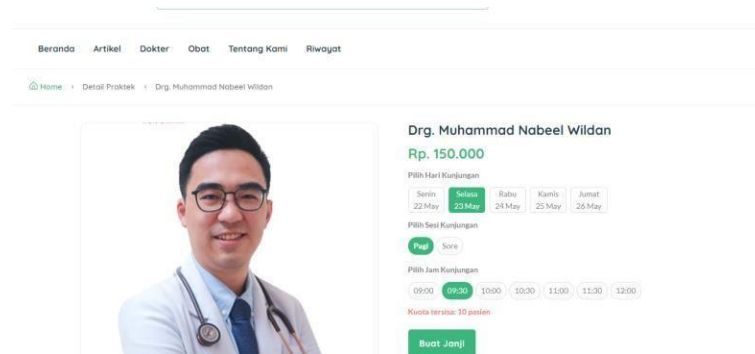 Beranda Artikel Dokter Obat Tentang Kami Riwayat
Home › Detail Praktek › Drg. Muhammad Nabeel Wildan
Drg. Muhammad Nabeel Wildan
Rp. 150.000
Pilih Hari Kunjungan
Senin Selasa Rabu Kamis Jumat
22 May 23 May 24 May 25 May 26 May
Pilih Sesi Kunjungan
Pagi Sore
Pilih Jam Kunjungan
09:00 09:30 10:00 10:30 11:00 11:30 12:00
Kuota tersisa: 10 pasien
Buat Janji